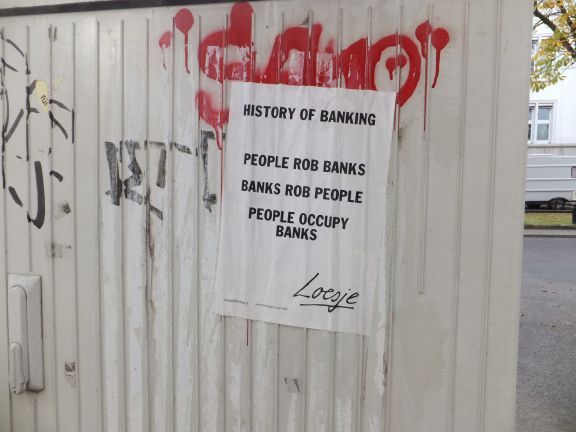 HISTORY OF BANKING
PEOPLE ROB BANKS
BANKS ROB PEOPLE
PEOPLE OCCUPY
BANKS
Loesje